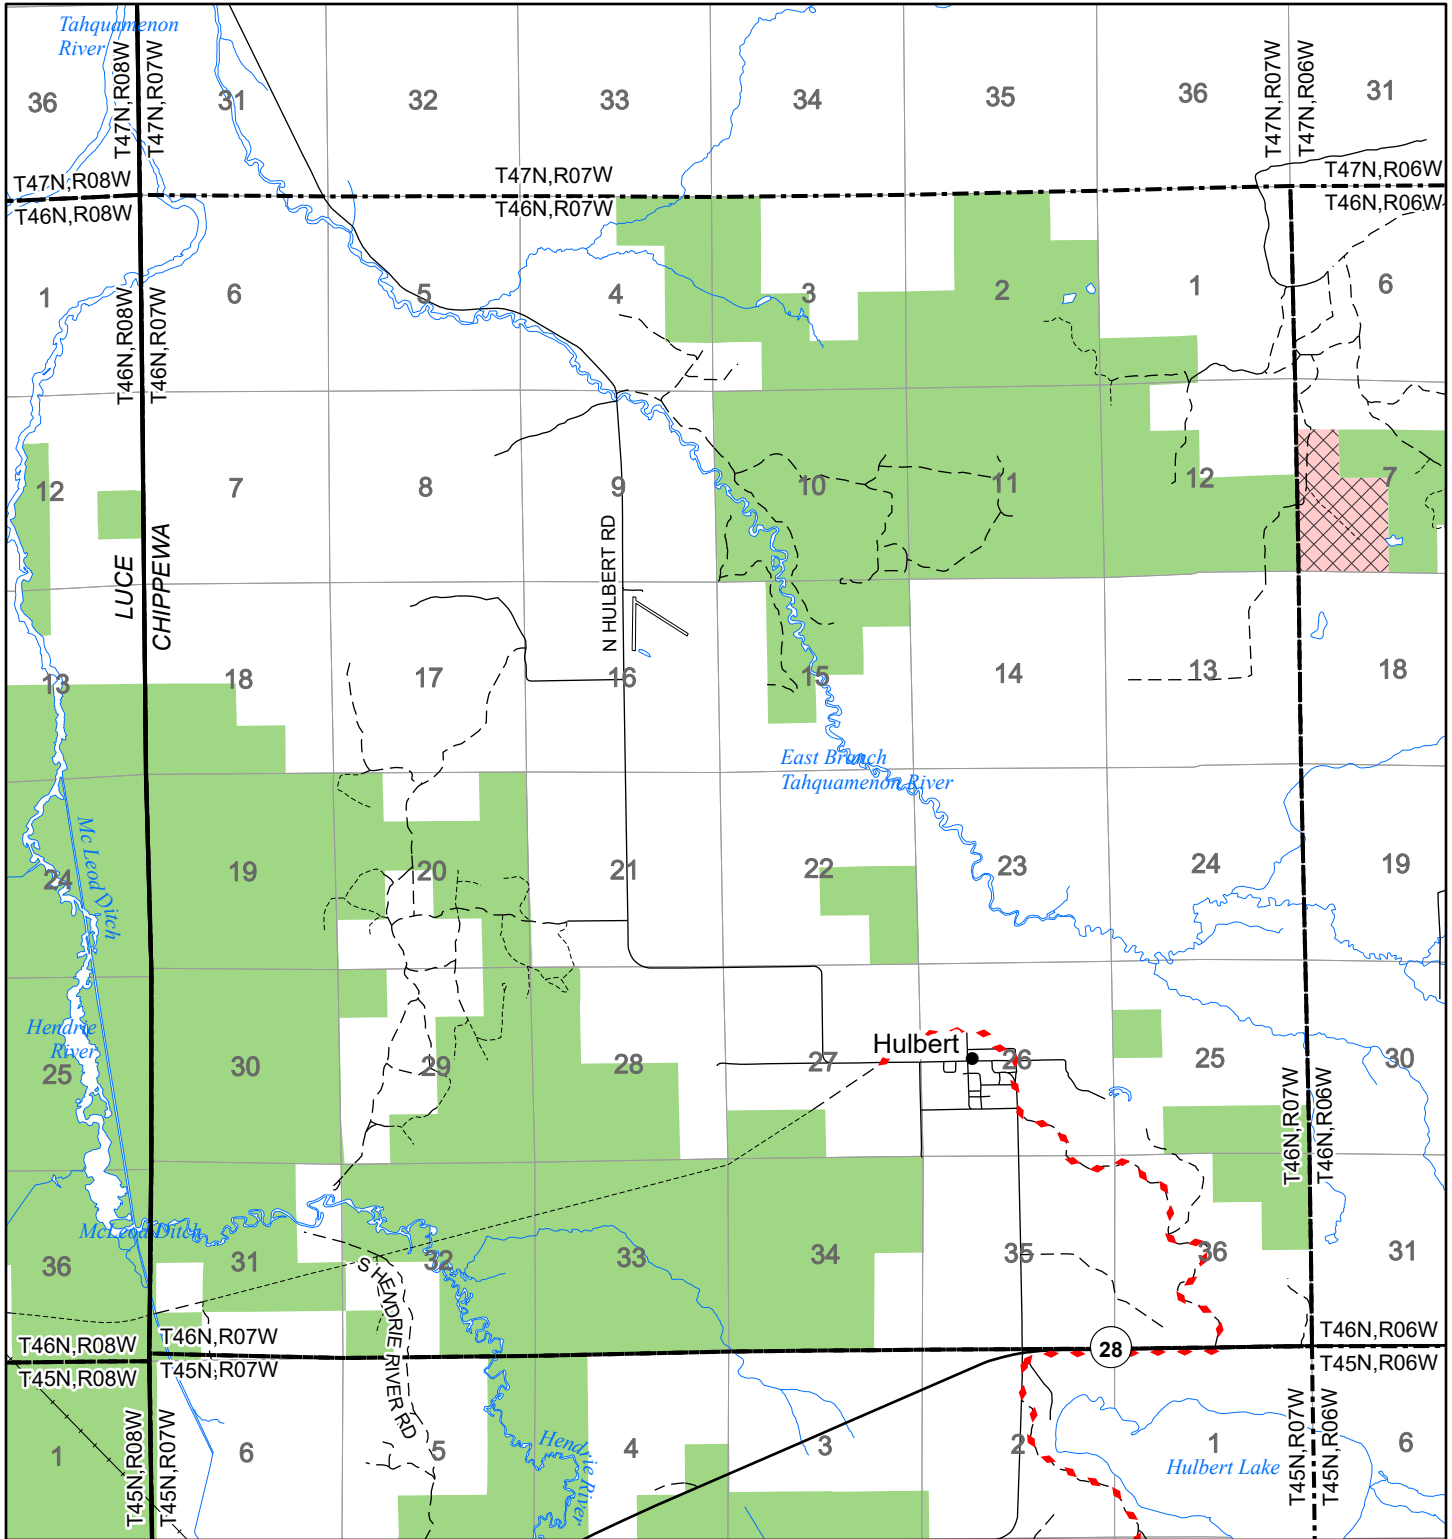 Tahquamenon
River
T47N,R08W
T47N,R07W
T47N,R07W
T47N,R06W
36
31
32
33
34
35
36
31
T47N,R08W
T46N,R08W
T47N,R07W
T46N,R07W
T47N,R06W
T46N,R06W
1
6
5
4
3
2
1
6
T46N,R08W
T46N,R07W
12
7
8
9
10
11
12
7
LUCE
CHIPPEWA
N HULBERT RD
13
18
17
16
15
14
13
18
East Branch
Tahquamenon River
Mc Leod Ditch
24
19
20
21
22
23
24
19
Hendrie
River
25
30
29
28
27
Hulbert
26
25
30
T46N,R07W
T46N,R06W
McLeod Ditch
36
31
32
33
34
35
36
31
S HENDRIE RIVER RD
T46N,R08W
T45N,R08W
T46N,R07W
T45N,R07W
28
T46N,R06W
T45N,R06W
T45N,R08W
T45N,R07W
1
6
5
4
3
2
1
6
Hendrie River
Hulbert Lake
T45N,R07W
T45N,R06W